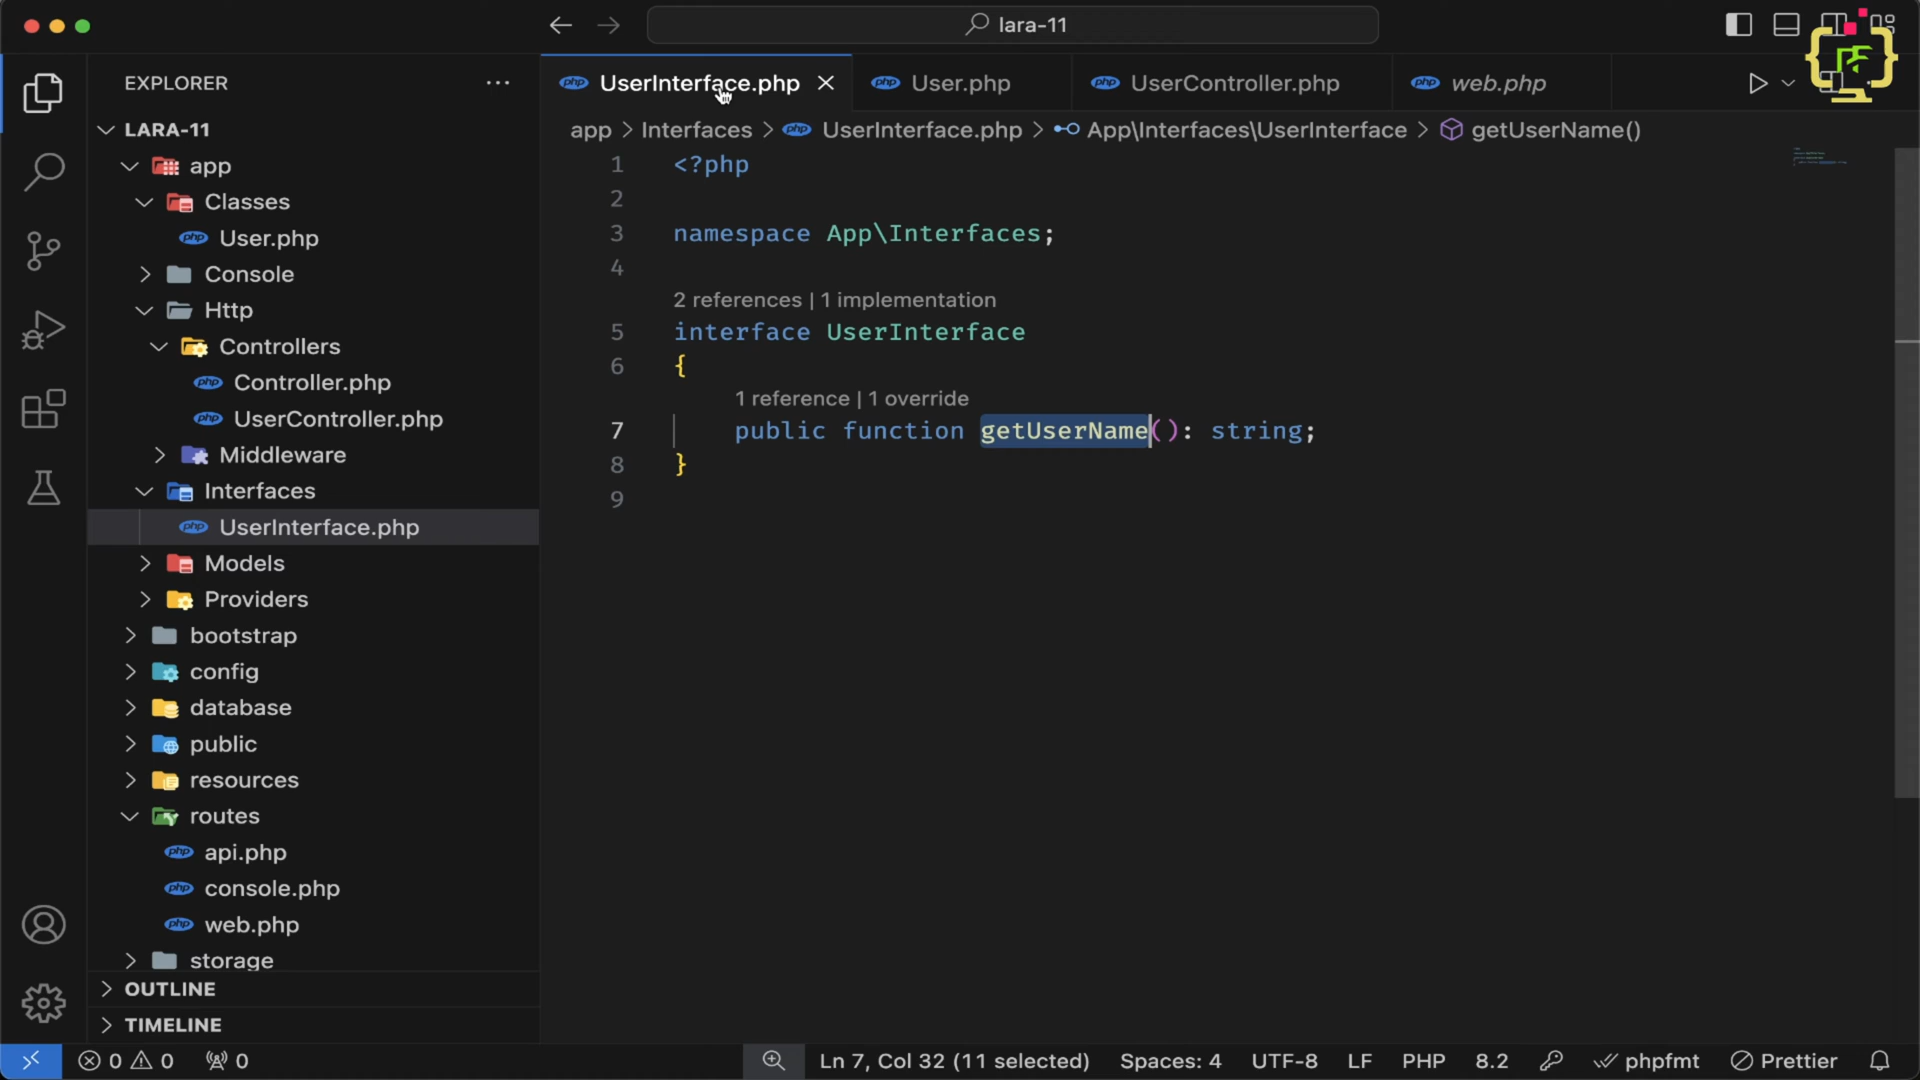 lara-11
EXPLORER
UserInterface.php
User.php
UserController.php
web.php
app > Interfaces > UserInterface.php > App\Interfaces\UserInterface > getUserName()
LARA-11
app
Classes
User.php
Console
Http
Controllers
Controller.php
UserController.php
Middleware
Interfaces
UserInterface.php
Models
Providers
bootstrap
config
database
public
resources
routes
api.php
console.php
web.php
storage
OUTLINE
TIMELINE
1 <?php
2
3 namespace App\Interfaces;
4
2 references | 1 implementation
5 interface UserInterface
6 {
1 reference | 1 override
7 public function getUserName(): string;
8 }
9
0 0 0
Ln 7, Col 32 (11 selected) Spaces: 4 UTF-8 LF PHP 8.2 phpfmt Prettier